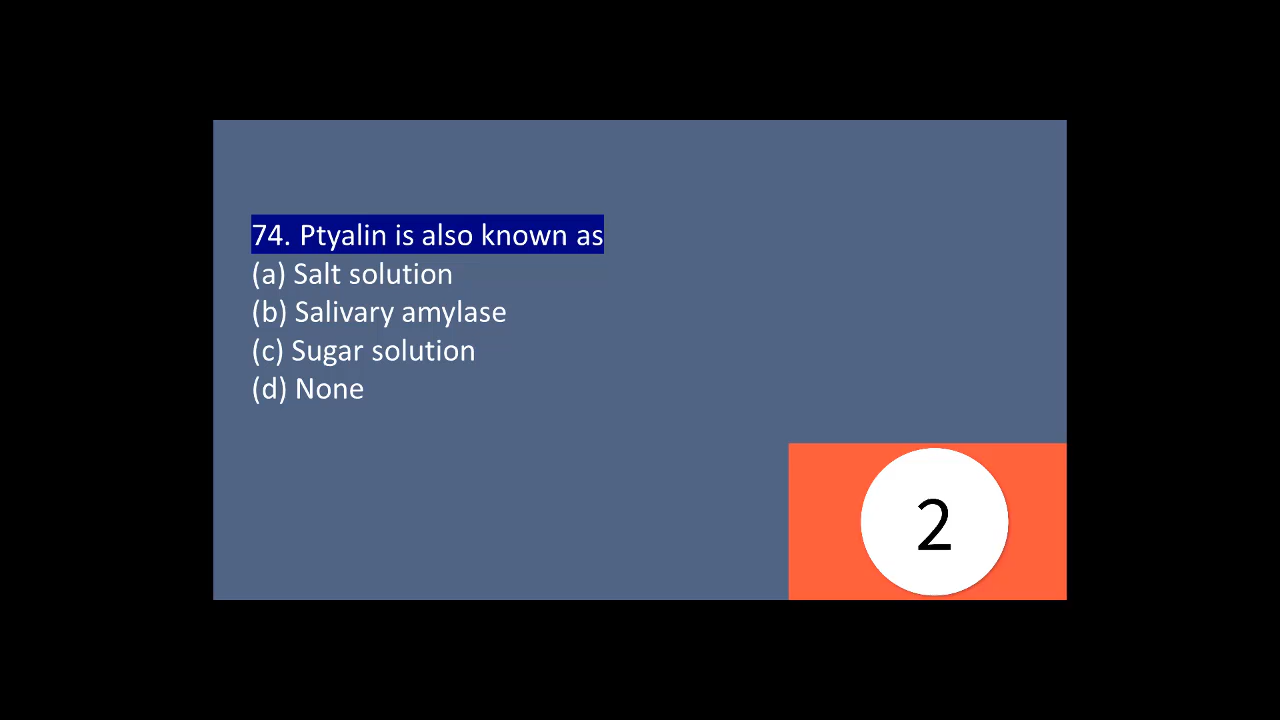 74. Ptyalin is also known as
(a) Salt solution
(b) Salivary amylase
(c) Sugar solution
(d) None
2